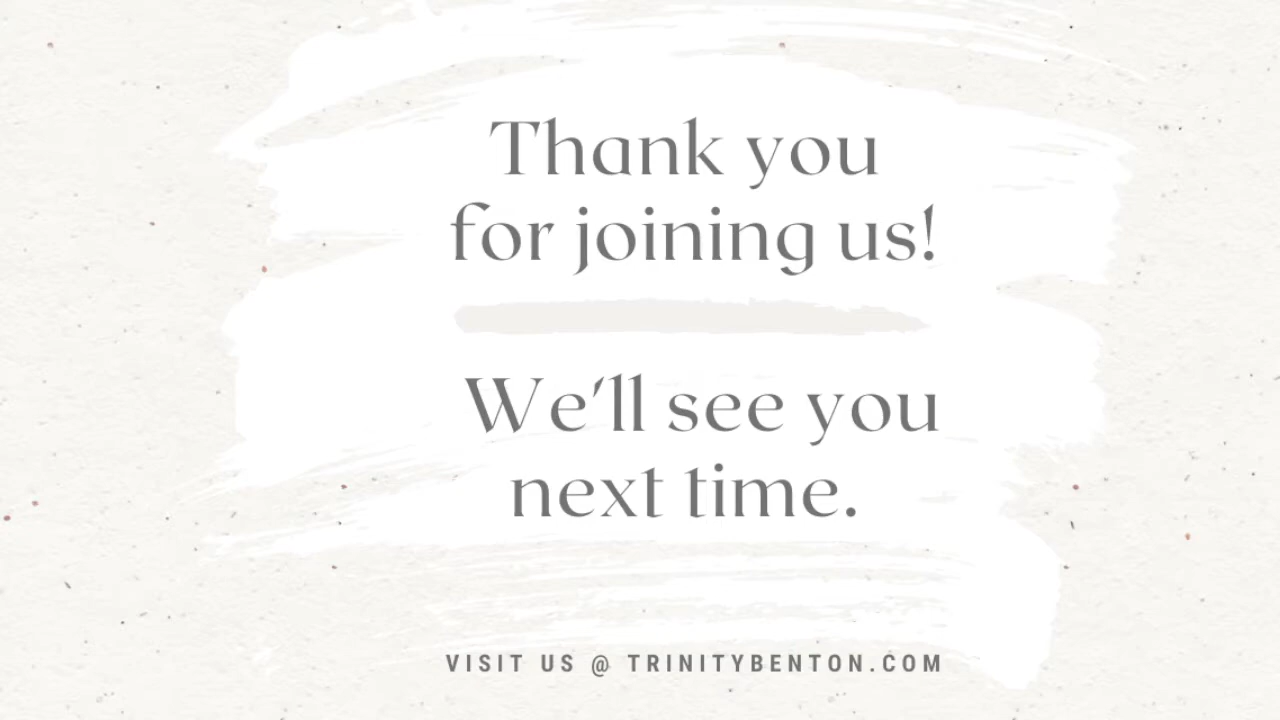 Thank you
for joining us!
We'll see you
next time.
VISIT US @ TRINITYBENTON.COM